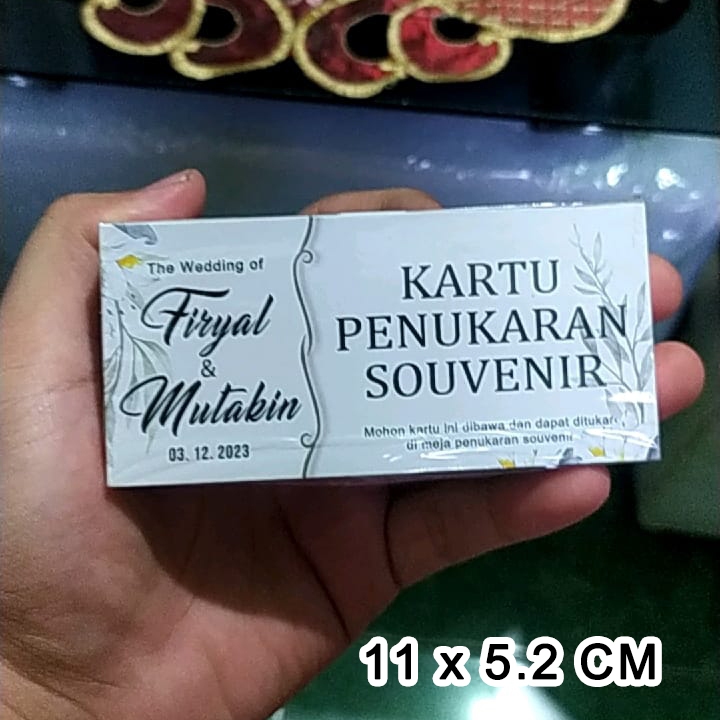 The Wedding of
Firyal
&
Mutakin
03. 12. 2023
KARTU
PENUKARAN
SOUVENIR
Mohon kartu ini dibawa dan dapat ditukar
di meja penukaran souvenir
11 x 5.2 CM